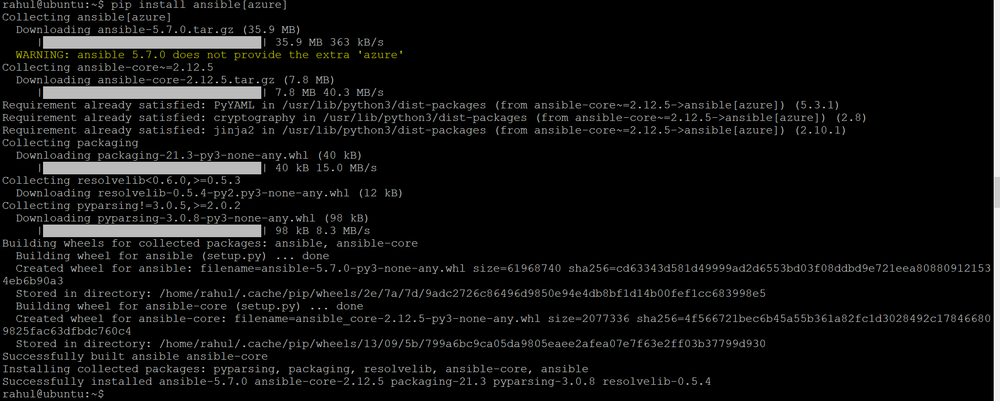 rahul@ubuntu:~$ pip install ansible[azure]
Collecting ansible[azure]
  Downloading ansible-5.7.0.tar.gz (35.9 MB)
     |████████████████████████████████| 35.9 MB 363 kB/s
  WARNING: ansible 5.7.0 does not provide the extra 'azure'
Collecting ansible-core~=2.12.5
  Downloading ansible-core-2.12.5.tar.gz (7.8 MB)
     |████████████████████████████████| 7.8 MB 40.3 MB/s
Requirement already satisfied: PyYAML in /usr/lib/python3/dist-packages (from ansible-core~=2.12.5->ansible[azure]) (5.3.1)
Requirement already satisfied: cryptography in /usr/lib/python3/dist-packages (from ansible-core~=2.12.5->ansible[azure]) (2.8)
Requirement already satisfied: jinja2 in /usr/lib/python3/dist-packages (from ansible-core~=2.12.5->ansible[azure]) (2.10.1)
Collecting packaging
  Downloading packaging-21.3-py3-none-any.whl (40 kB)
     |████████████████████████████████| 40 kB 15.0 MB/s
Collecting resolvelib<0.6.0,>=0.5.3
  Downloading resolvelib-0.5.4-py2.py3-none-any.whl (12 kB)
Collecting pyparsing!=3.0.5,>=2.0.2
  Downloading pyparsing-3.0.8-py3-none-any.whl (98 kB)
     |████████████████████████████████| 98 kB 8.3 MB/s
Building wheels for collected packages: ansible, ansible-core
  Building wheel for ansible (setup.py) ... done
  Created wheel for ansible: filename=ansible-5.7.0-py3-none-any.whl size=61968740 sha256=cd63343d581d49999ad2d6553bd03f08ddbd9e721eea80880912153
4eb6b90a3
  Stored in directory: /home/rahul/.cache/pip/wheels/2e/7a/7d/9adc2726c86496d9850e94e4db8bf1d14b00fef1cc683998e5
  Building wheel for ansible-core (setup.py) ... done
  Created wheel for ansible-core: filename=ansible_core-2.12.5-py3-none-any.whl size=2077336 sha256=4f566721bec6b45a55b361a82fc1d3028492c17846680
9825fac63dfbdc760c4
  Stored in directory: /home/rahul/.cache/pip/wheels/13/09/5b/799a6bc9ca05da9805eaee2afea07e7f63e2ff03b37799d930
Successfully built ansible ansible-core
Installing collected packages: pyparsing, packaging, resolvelib, ansible-core, ansible
Successfully installed ansible-5.7.0 ansible-core-2.12.5 packaging-21.3 pyparsing-3.0.8 resolvelib-0.5.4
rahul@ubuntu:~$